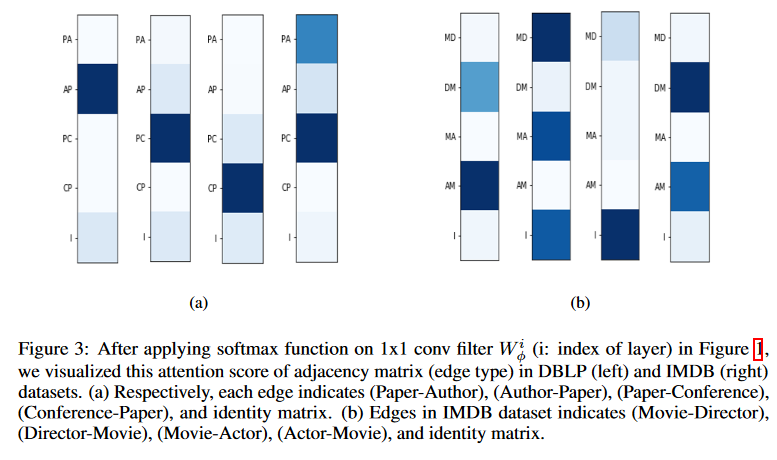 PA PA PA PA MD MD MD MD
AP AP AP AP DM DM DM DM
PC PC PC PC MA MA MA MA
CP CP CP CP AM AM AM AM
I I I I I I I I
(a) (b)
Figure 3: After applying softmax function on 1x1 conv filter W_ϕ^i (i: index of layer) in Figure 1,
we visualized this attention score of adjacency matrix (edge type) in DBLP (left) and IMDB (right)
datasets. (a) Respectively, each edge indicates (Paper-Author), (Author-Paper), (Paper-Conference),
(Conference-Paper), and identity matrix. (b) Edges in IMDB dataset indicates (Movie-Director),
(Director-Movie), (Movie-Actor), (Actor-Movie), and identity matrix.